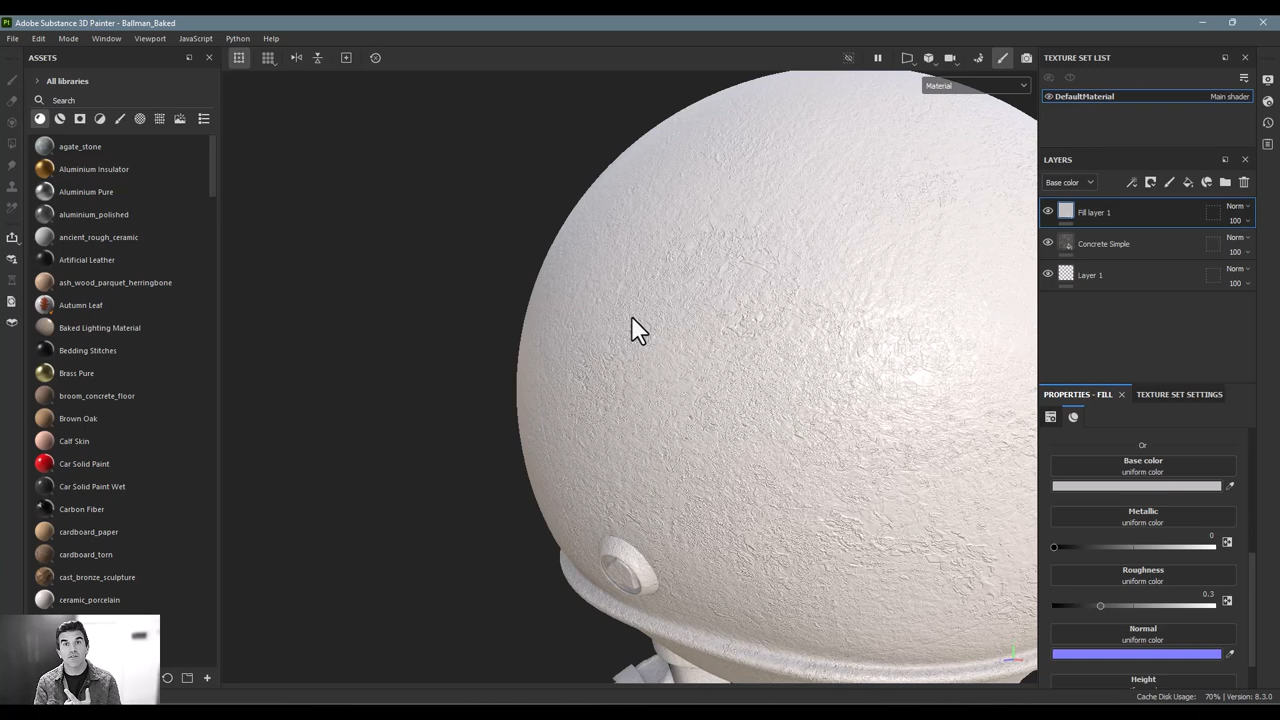 Pt Adobe Substance 3D Painter - Ballman_Baked
File Edit Mode Window Viewport JavaScript Python Help
ASSETS
All libraries
Search
agate_stone
Aluminium Insulator
Aluminium Pure
aluminium_polished
ancient_rough_ceramic
Artificial Leather
ash_wood_parquet_herringbone
Autumn Leaf
Baked Lighting Material
Bedding Stitches
Brass Pure
broom_concrete_floor
Brown Oak
Calf Skin
Car Solid Paint
Car Solid Paint Wet
Carbon Fiber
cardboard_paper
cardboard_torn
cast_bronze_sculpture
ceramic_porcelain
Material
TEXTURE SET LIST
DefaultMaterial Main shader
LAYERS
Base color
Fill layer 1 Norm
100
Concrete Simple Norm
100
Layer 1 Norm
100
PROPERTIES - FILL TEXTURE SET SETTINGS
Or
Base color
uniform color
Metallic
uniform color
0
Roughness
uniform color
0.3
Normal
uniform color
Height
Cache Disk Usage: 70% | Version: 8.3.0